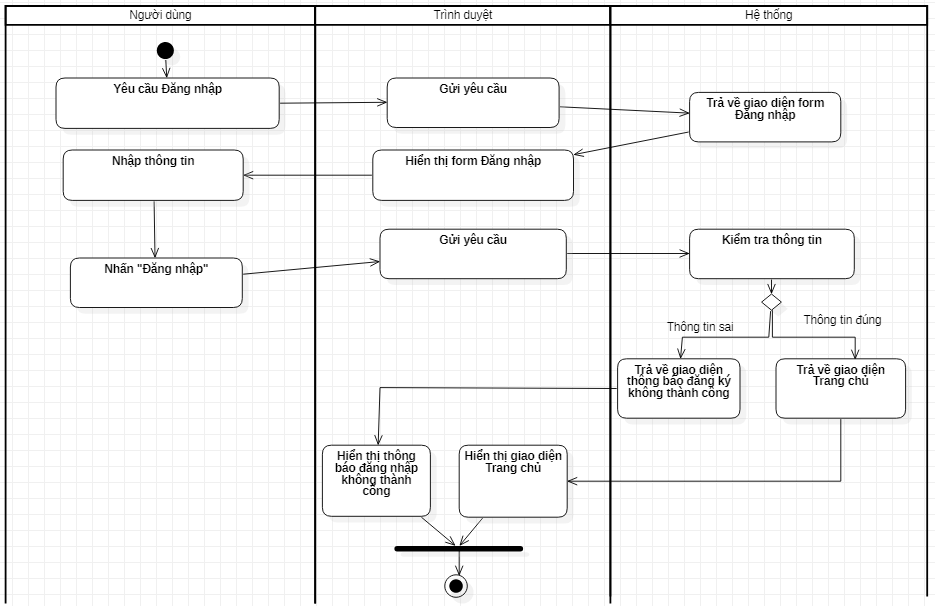 Người dùng
Trình duyệt
Hệ thống
Yêu cầu Đăng nhập
Gửi yêu cầu
Trả về giao diện form
Đăng nhập
Nhập thông tin
Hiển thị form Đăng nhập
Nhấn "Đăng nhập"
Gửi yêu cầu
Kiểm tra thông tin
Thông tin sai
Thông tin đúng
Trả về giao diện
thông báo đăng ký
không thành công
Trả về giao diện
Trang chủ
Hiển thị thông
báo đăng nhập
không thành
công
Hiển thị giao diện
Trang chủ